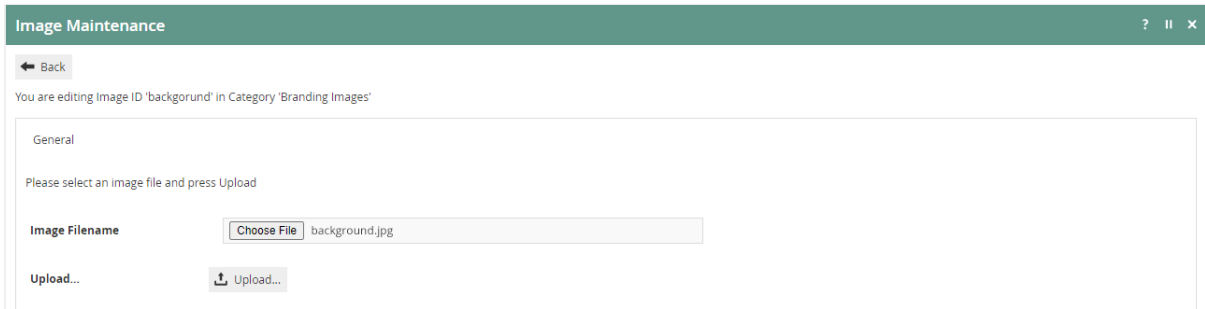 Image Maintenance ? II ×
Back
You are editing Image ID 'backgorund' in Category 'Branding Images'
General
Please select an image file and press Upload
Image Filename Choose File background.jpg
Upload... Upload...